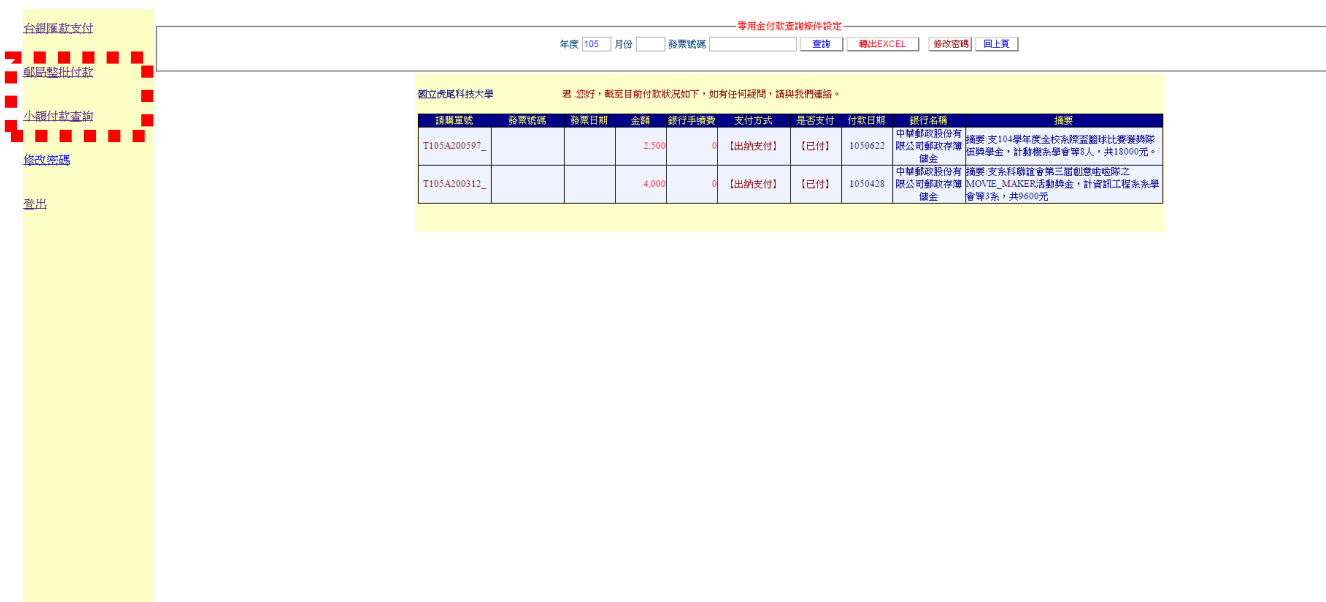 台銀匯款支付
郵局整批付款
小額付款查詢
修改密碼
登出
零用金付款查詢條件設定
年度 105 月份 發票號碼 查詢 轉出EXCEL 修改密碼 回上頁
國立虎尾科技大學 君 .您好，截至目前付款狀況如下，如有任何疑問，請與我們連絡。
請購單號 發票號碼 發票日期 金額 銀行手續費 支付方式 是否支付 付款日期 銀行名稱 摘要
T105A200597_ 2,500 0 【出納支付】 【已付】 1050622
中華郵政股份有
限公司郵政存簿
儲金
摘要:支104學年度全校系際盃籃球比賽獲獎隊
伍獎學金，計動機系學會等8人，共18000元。
T105A200312_ 4,000 0 【出納支付】 【已付】 1050428
中華郵政股份有
限公司郵政存簿
儲金
摘要:支系科聯誼會第三屆創意啦啦隊之
MOVIE_MAKER活動獎金，計資訊工程系系學
會等3系，共9600元